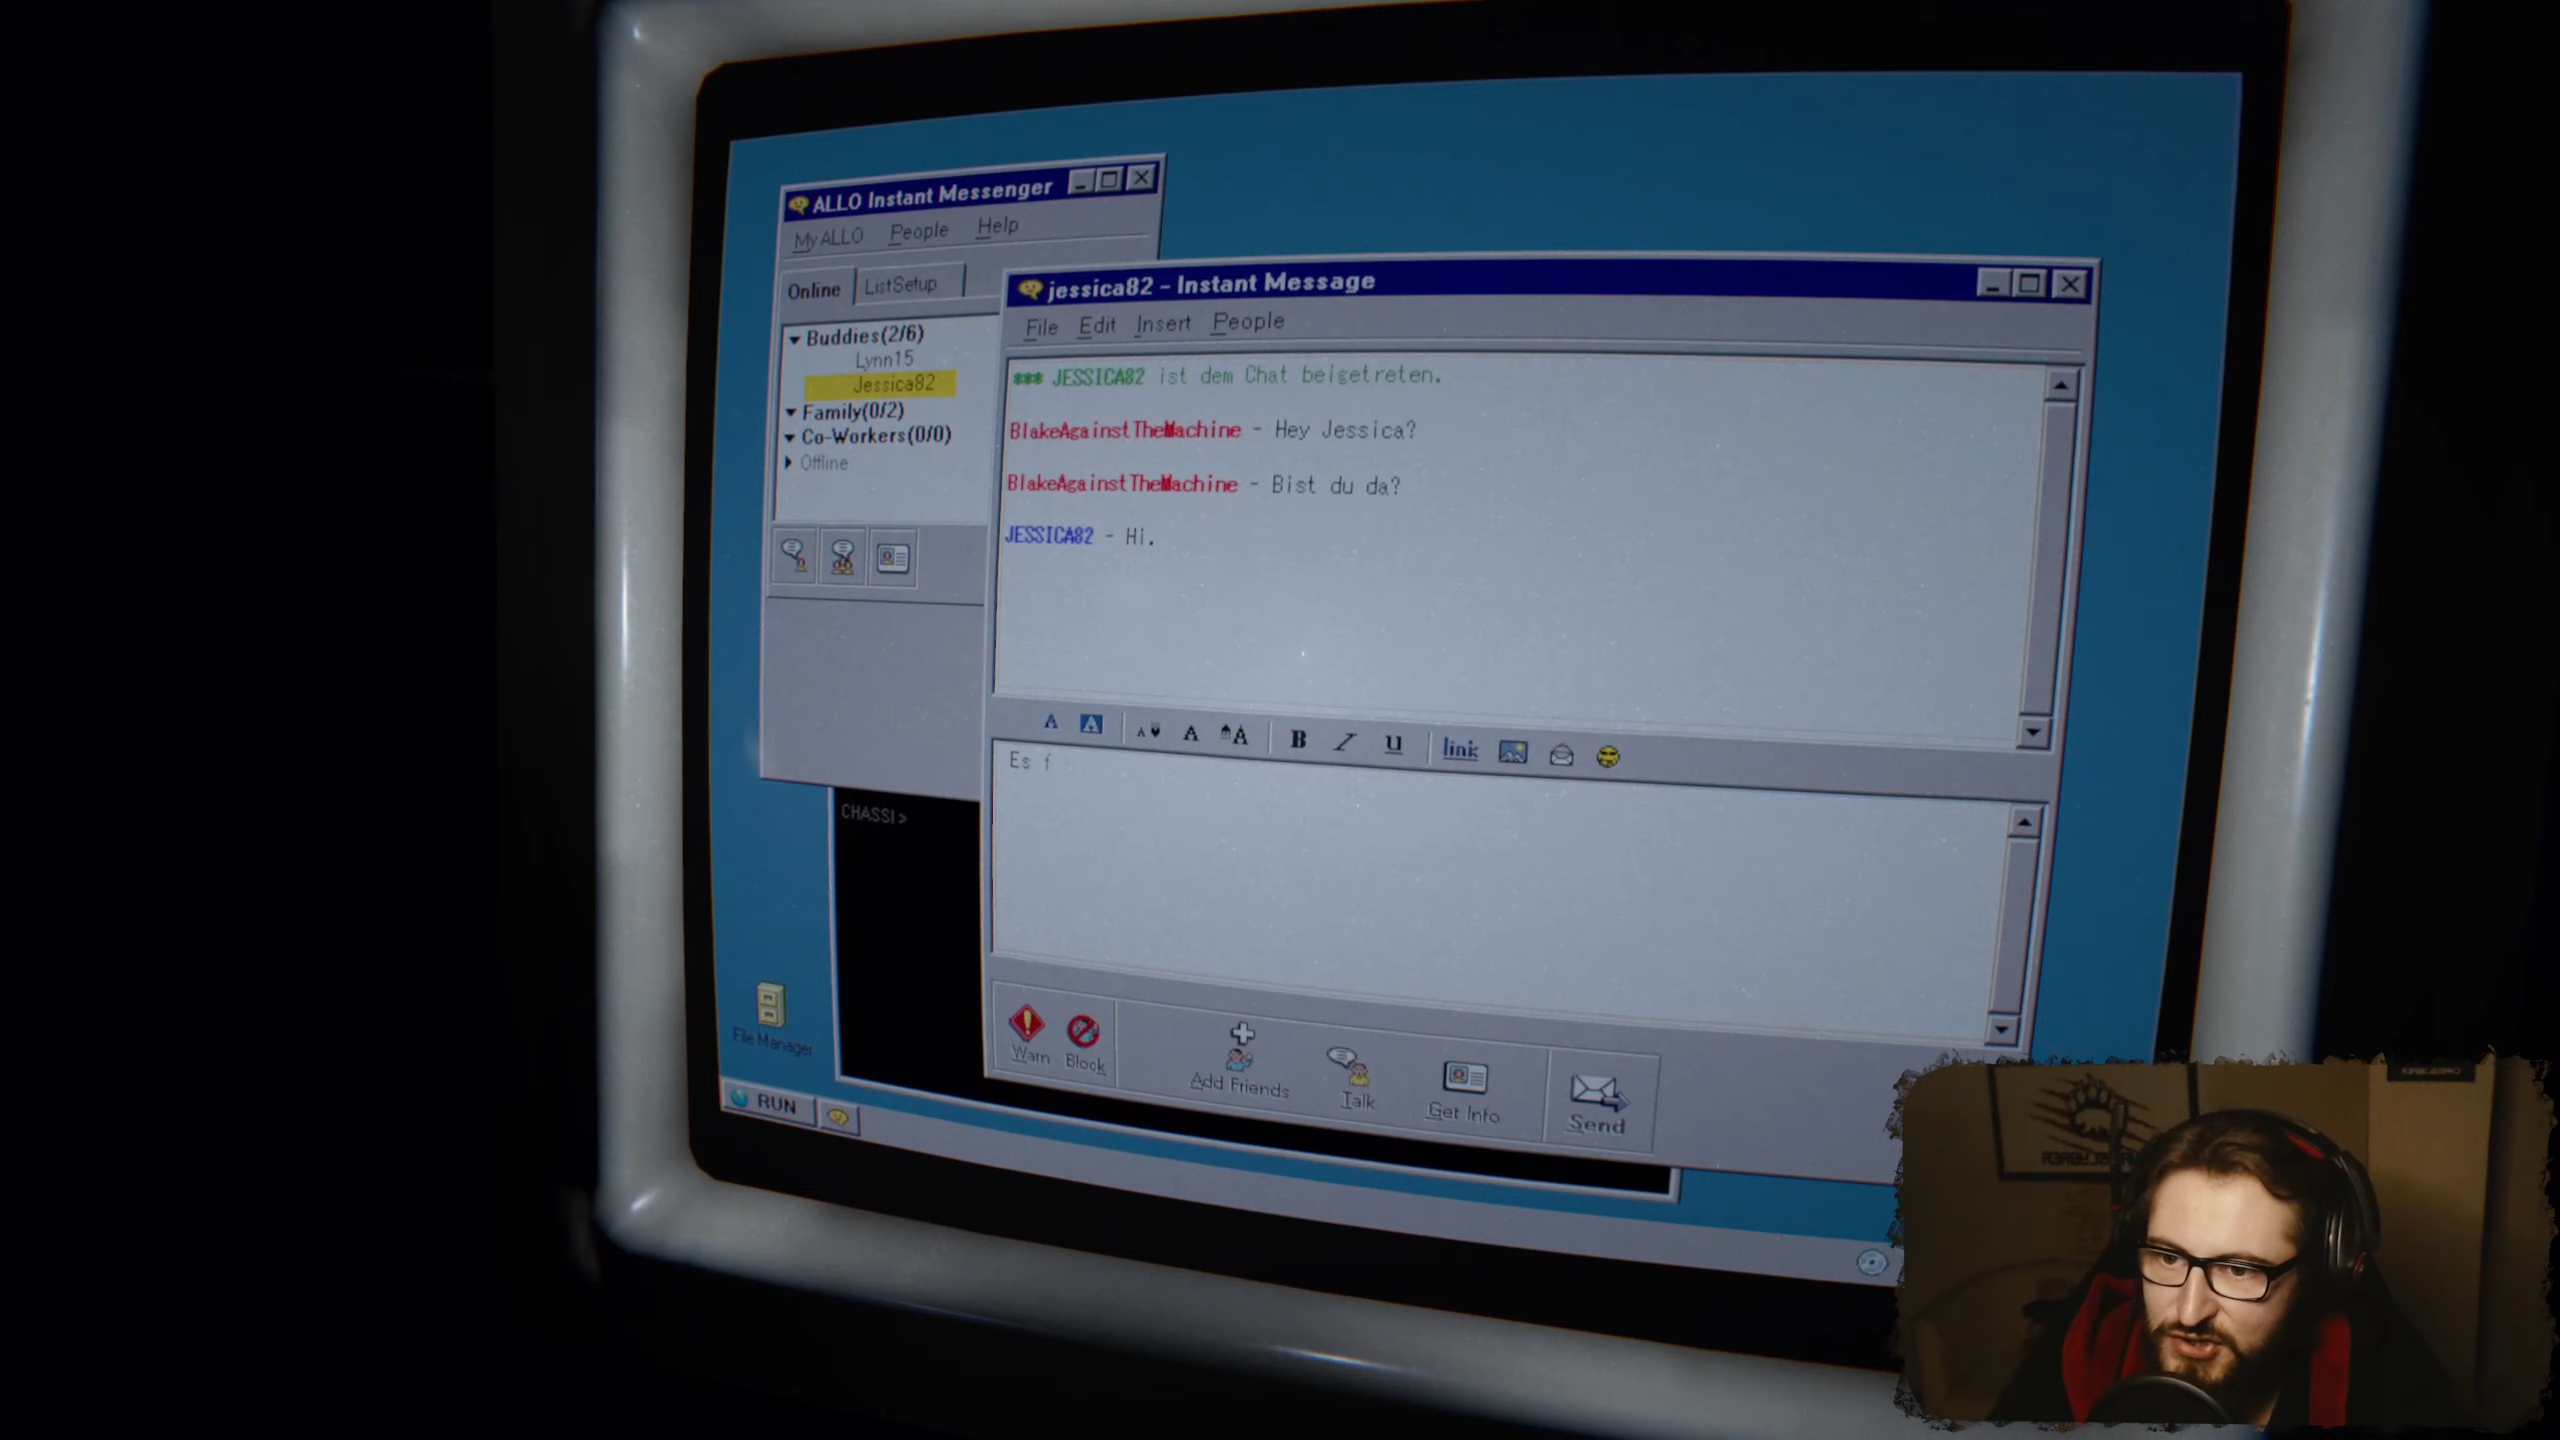 ALLO Instant Messenger
My ALLO People Help
Online ListSetup
Buddies(2/6)
Lynn15
Jessica82
Family(0/2)
Co-Workers(0/0)
Offline
jessica82 - Instant Message
File Edit Insert People
*** JESSICA82 ist dem Chat beigetreten.
BlakeAgainstTheMachine - Hey Jessica?
BlakeAgainstTheMachine - Bist du da?
JESSICA82 - Hi.
A A A A A B I U link
Es f
CHASSI>
File Manager
Warn Block Add Friends Talk Get Info Send
RUN